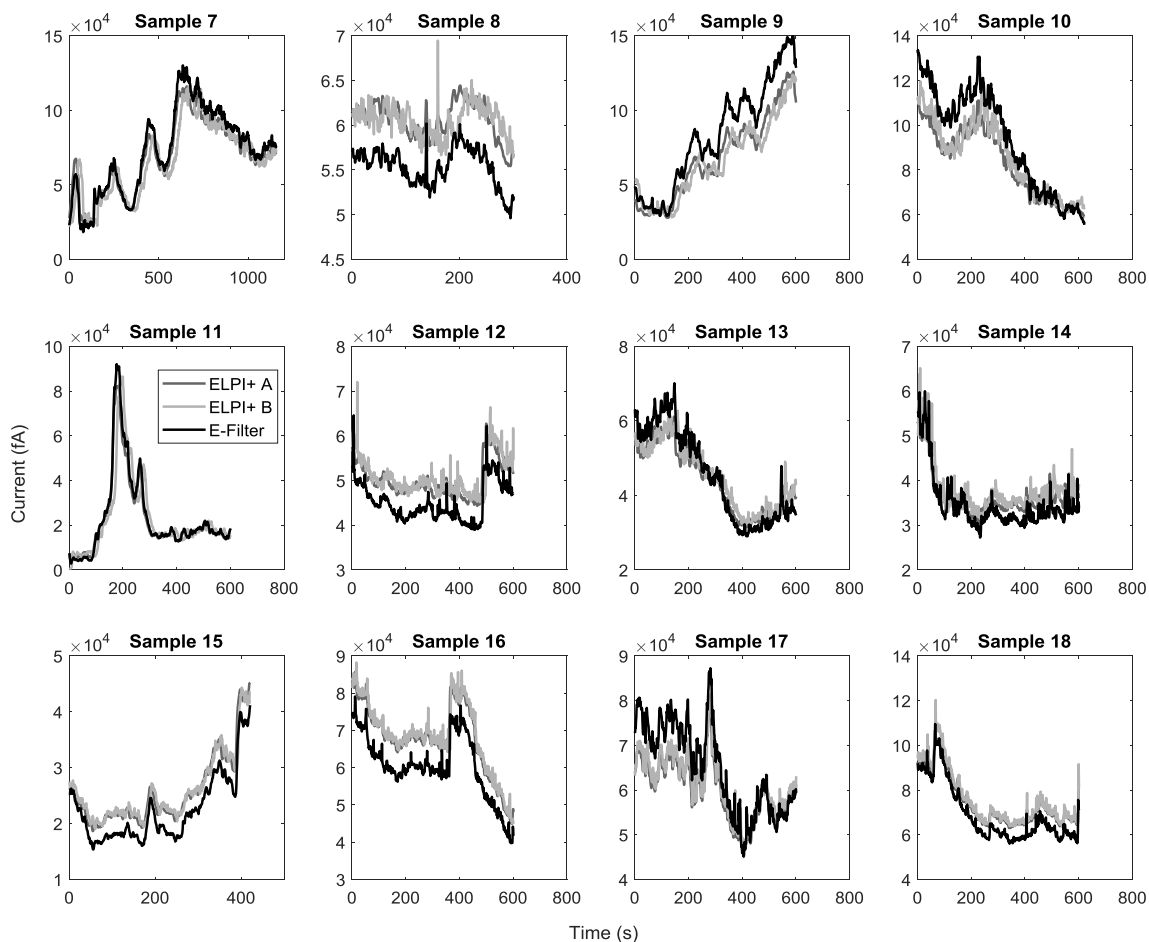 Sample 7
×10⁴
15
10
5
0
0 500 1000
Sample 8
×10⁴
7
6.5
6
5.5
5
4.5
0 200 400
Sample 9
×10⁴
15
10
5
0
0 200 400 600 800
Sample 10
×10⁴
14
12
10
8
6
4
0 200 400 600 800
Current (fA)
Sample 11
×10⁴
10
8
6
4
2
0
0 200 400 600 800
ELPI+ A
ELPI+ B
E-Filter
Sample 12
×10⁴
8
7
6
5
4
3
0 200 400 600 800
Sample 13
×10⁴
8
6
4
2
0 200 400 600 800
Sample 14
×10⁴
7
6
5
4
3
2
0 200 400 600 800
Sample 15
×10⁴
5
4
3
2
1
0 200 400
Sample 16
×10⁴
9
8
7
6
5
4
3
0 200 400 600 800
Sample 17
×10⁴
9
8
7
6
5
4
0 200 400 600 800
Sample 18
×10⁴
14
12
10
8
6
4
0 200 400 600 800
Time (s)